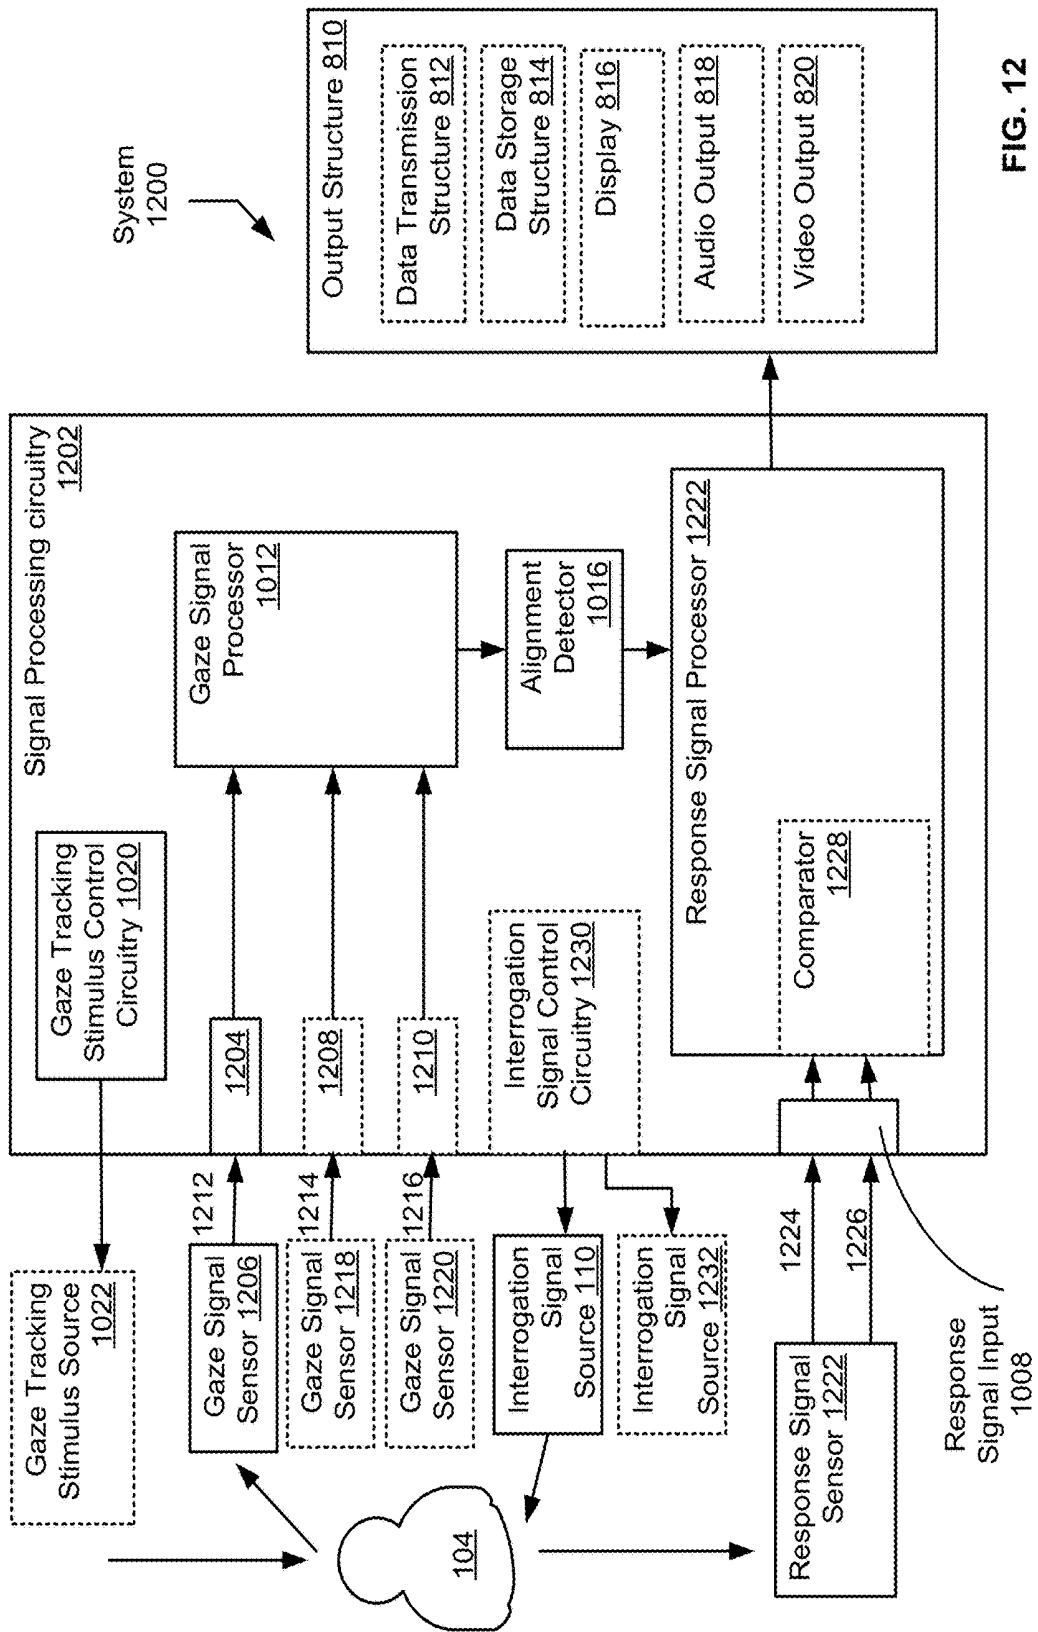 System
1200
Signal Processing circuitry
1202
Gaze Tracking
Stimulus Source
1022
Gaze Tracking
Stimulus Control
Circuitry 1020
Gaze Signal
Sensor 1206
1212
1204
Gaze Signal
Processor
1012
Gaze Signal
Sensor 1218
1214
1208
Gaze Signal
Sensor 1220
1216
1210
104
Interrogation
Signal
Source 110
Interrogation
Signal Control
Circuitry 1230
Interrogation
Signal
Source 1232
Alignment
Detector
1016
Response Signal Processor 1222
Comparator
1228
Response Signal
Sensor 1222
1224
1226
Response
Signal Input
1008
Output Structure 810
Data Transmission
Structure 812
Data Storage
Structure 814
Display 816
Audio Output 818
Video Output 820
FIG. 12